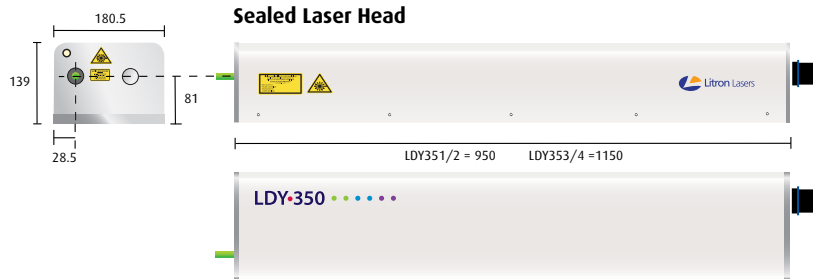 180.5
Sealed Laser Head
139
81
28.5
Litron Lasers
LDY351/2 = 950 LDY353/4 =1150
LDY•350